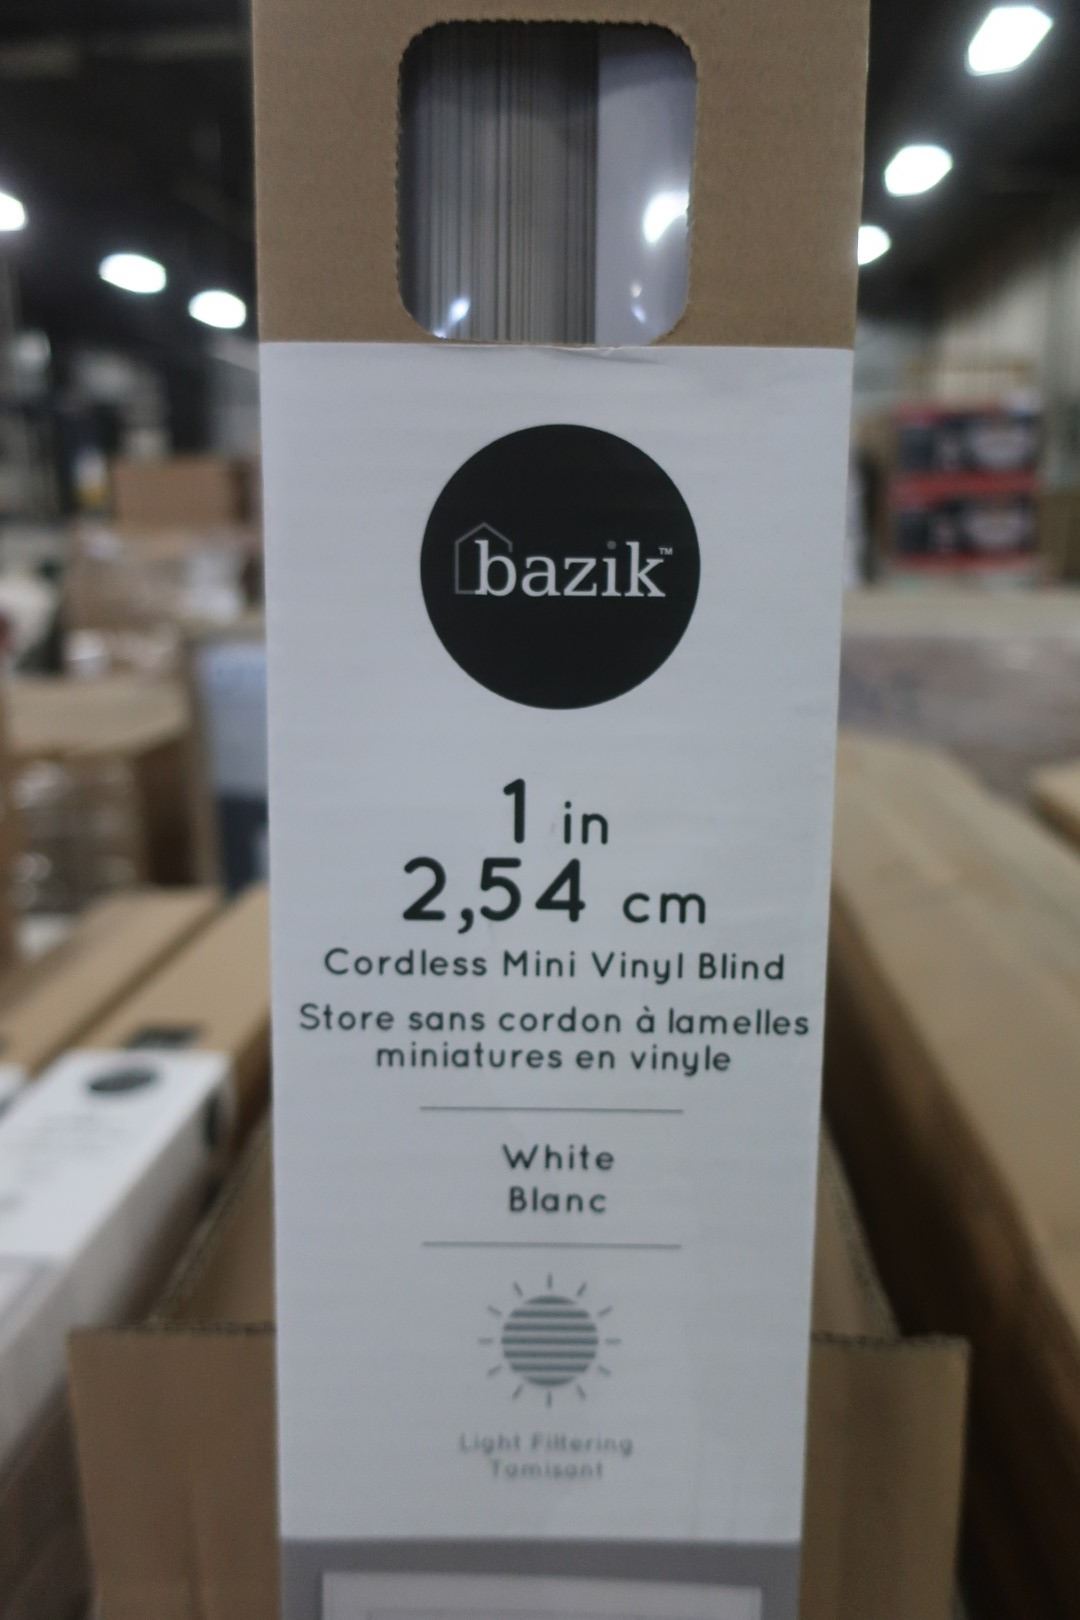 bazik™
1 in
2,54 cm
Cordless Mini Vinyl Blind
Store sans cordon à lamelles
miniatures en vinyle
White
Blanc
Light Filtering
Tamisant